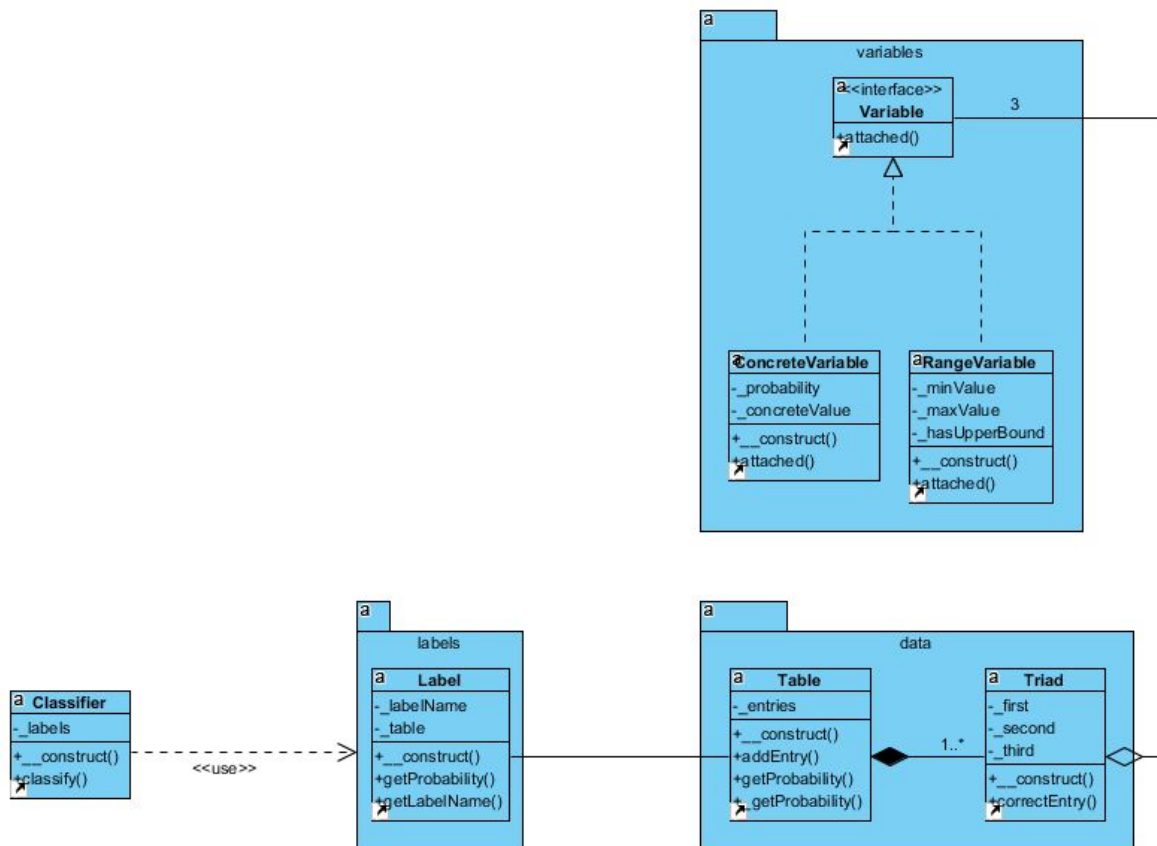 a
variables
a
<<interface>>
Variable
+attached()
3
a
ConcreteVariable
-_probability
-_concreteValue
+__construct()
+attached()
a
RangeVariable
-_minValue
-_maxValue
-_hasUpperBound
+__construct()
+attached()
a
labels
a
data
a
Classifier
-_labels
+__construct()
+classify()
<<use>>
a
Label
-_labelName
-_table
+__construct()
+getProbability()
+getLabelName()
a
Table
-_entries
+__construct()
+addEntry()
+getProbability()
+_getProbability()
1..*
a
Triad
-_first
-_second
-_third
+__construct()
+correctEntry()